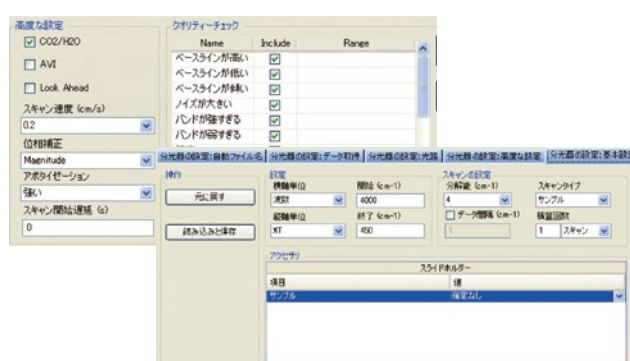 高度な設定
CO2/H2O
AVI
Look Ahead
スキャン速度 (cm/s)
0.2
位相補正
Magnitude
アポダイゼーション
強い
スキャン開始遅延 (s)
0
クオリティーチェック
Name Include Range
ベースラインが高い
ベースラインが低い
ベースラインが傾い
ノイズが大きい
バンドが強すぎる
バンドが弱すぎる
分光器の設定:自動ファイル名
分光器の設定:データ取得
分光器の設定:光路
分光器の設定:高度な設定
分光器の設定:基本設
操作
元に戻す
読み込みと保存
設定
横軸単位 開始 (cm-1)
波数 4000
縦軸単位 終了 (cm-1)
%T 450
スキャンの設定
分解能 (cm-1) スキャンタイプ
4 サンプル
データ間隔 (cm-1) 積算回数
1 1 スキャン
アクセサリ
スライドホルダー
項目 値
サンプル 指定なし